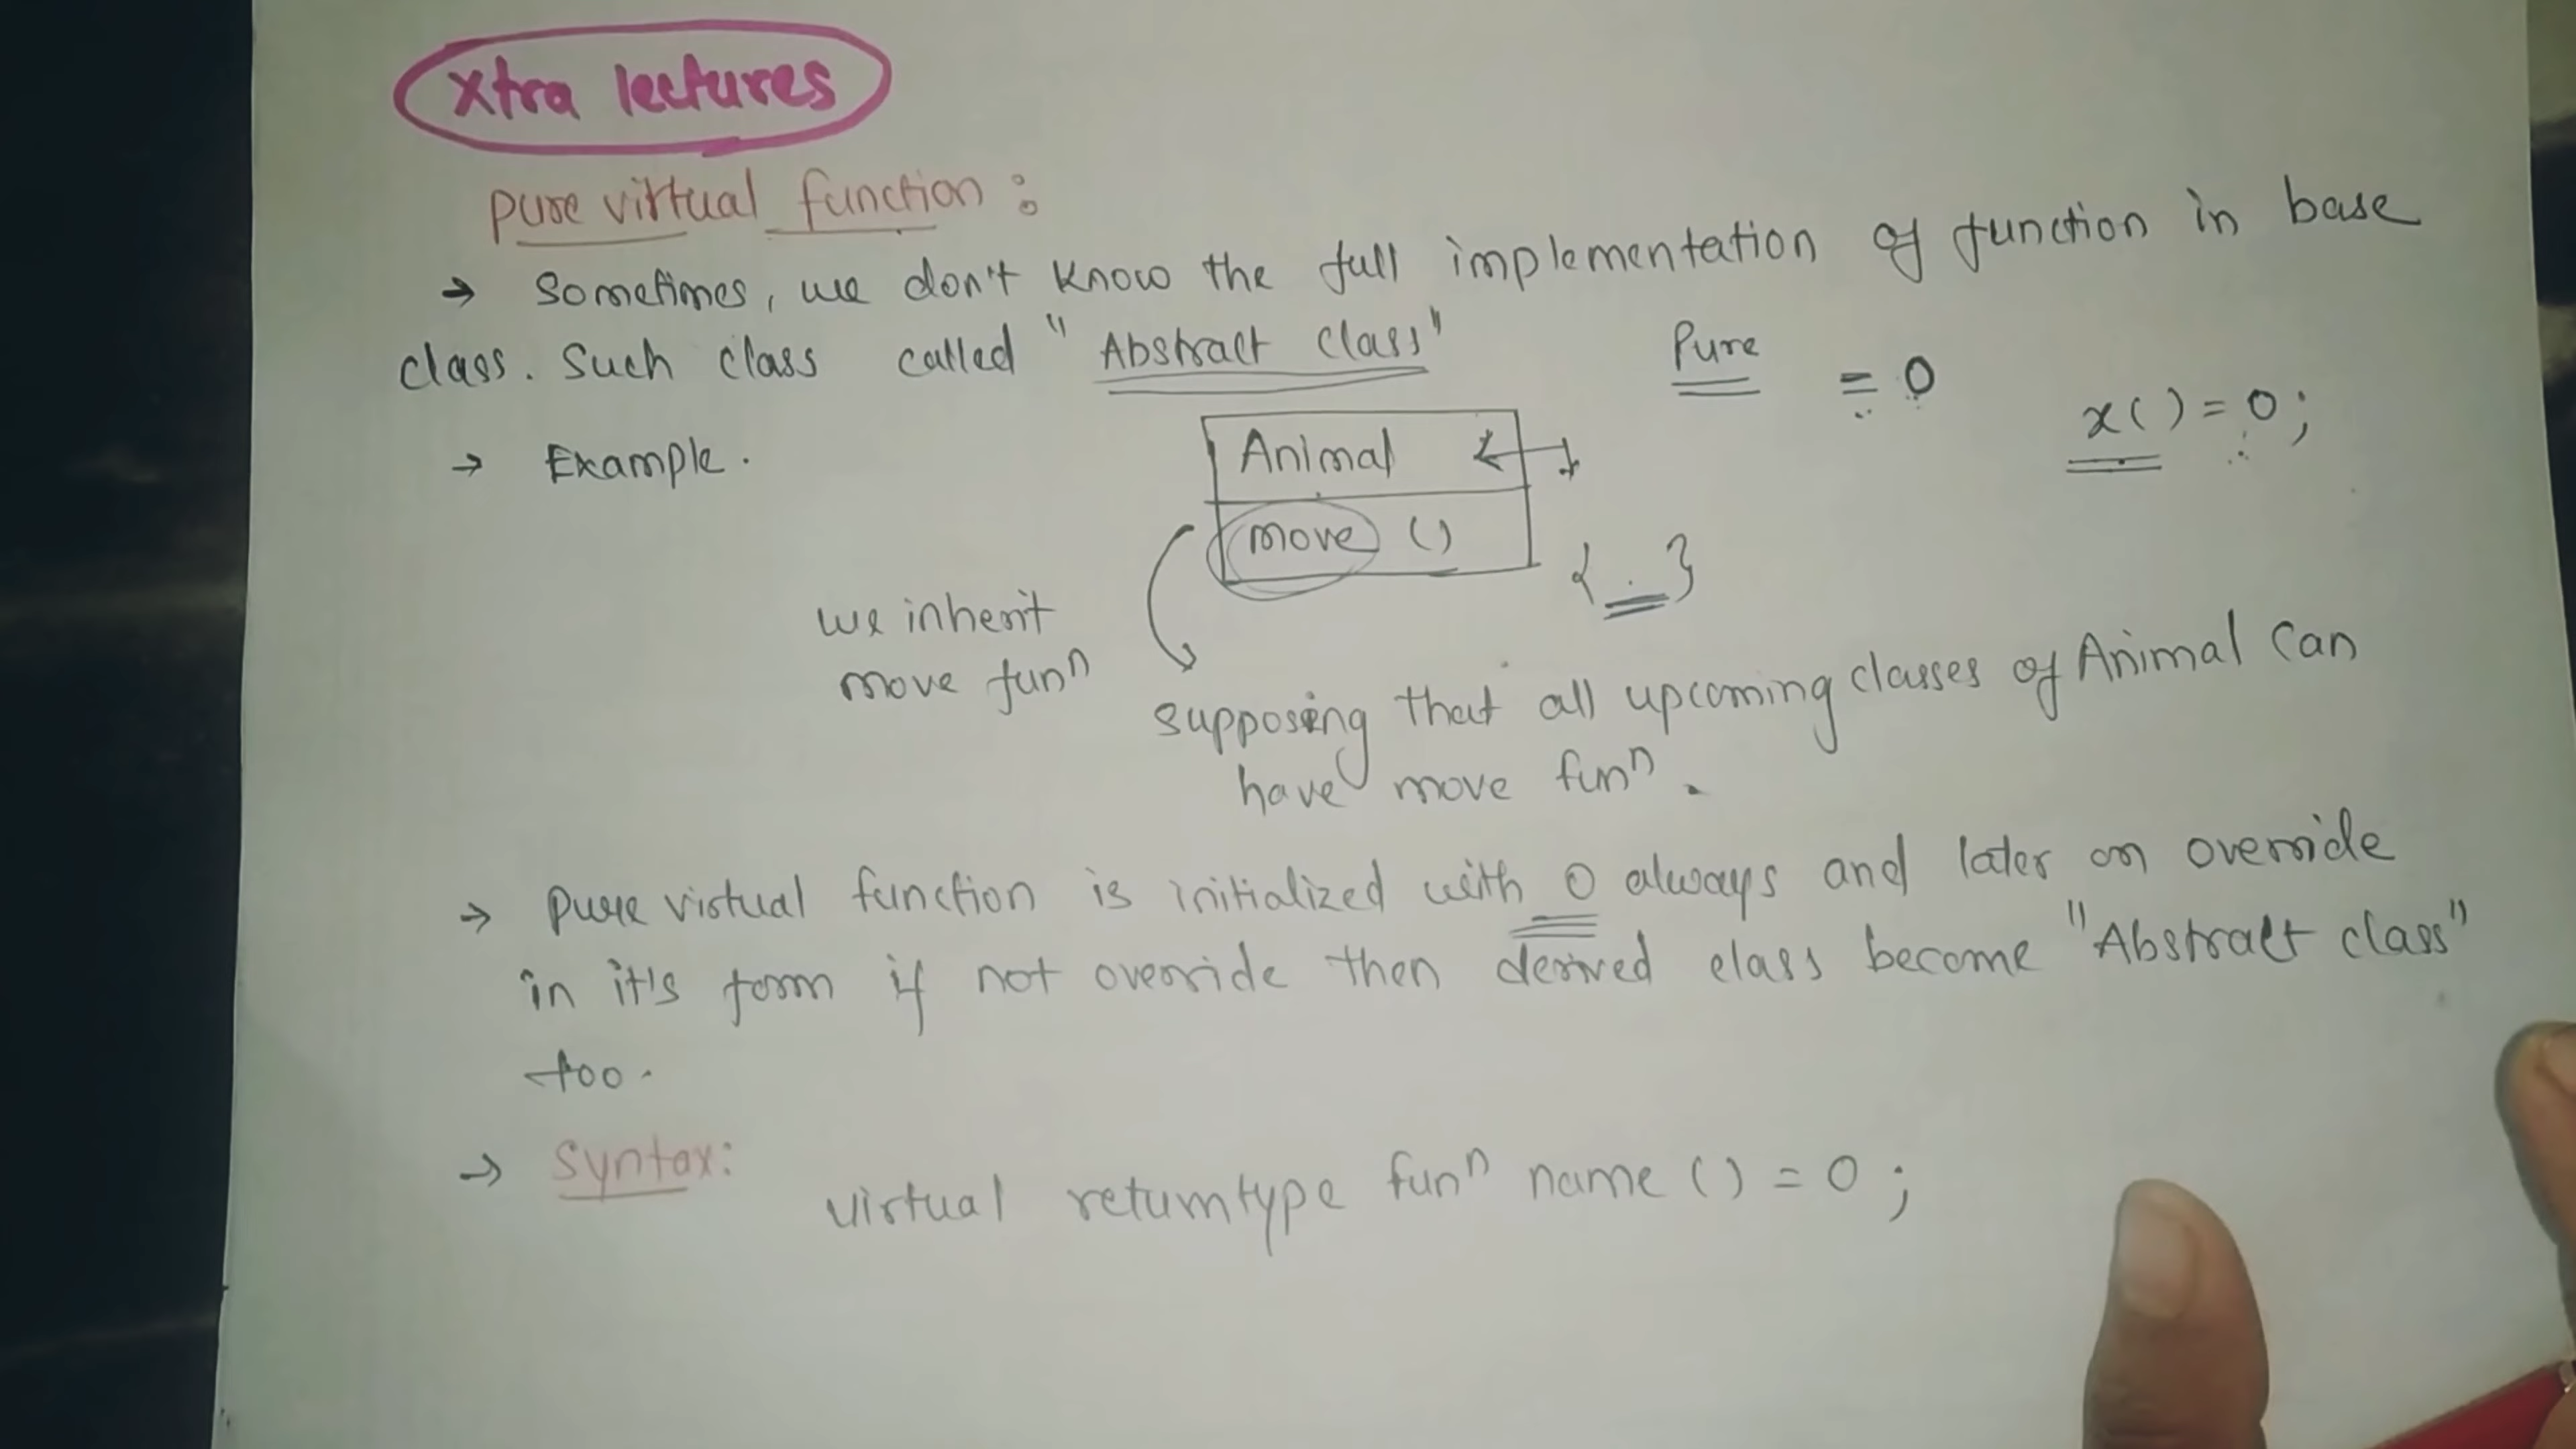 xtra lectures
pure virtual function :
→ Sometimes, we don't know the full implementation of function in base
class. Such class called "Abstract class"
Pure = 0 x() = 0;
→ Example.
Animal
move ()
{ _ }
we inherit
move funⁿ
supposing that all upcoming classes of Animal can
have move funⁿ.
→ pure virtual function is initialized with 0 always and later on override
in it's form if not override then derived class become "Abstract class"
too.
→ Syntax:
virtual returntype funⁿ name () = 0 ;